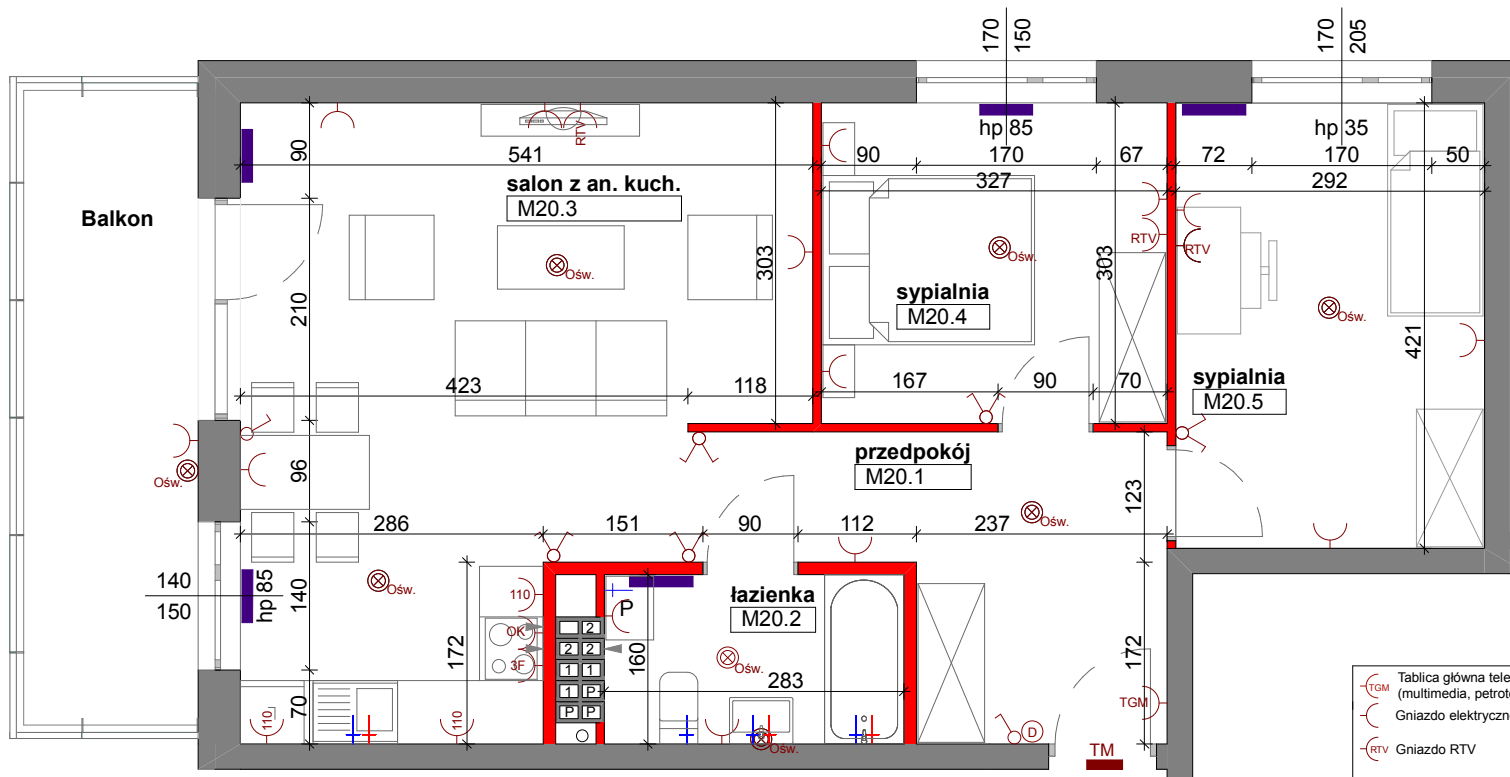 170
150
170
205
hp 85
hp 35
RTV
90
541
90
170
67
72
170
50
salon z an. kuch.
M20.3
327
292
Balkon
RTV
RTV
Ośw.
Ośw.
303
303
sypialnia
M20.4
Ośw.
210
421
423
118
167
90
70
sypialnia
M20.5
przedpokój
M20.1
Ośw.
96
123
286
151
90
112
237
Ośw.
140
150
hp 85
140
Ośw.
110
P
łazienka
M20.2
OK
2
2
2
172
160
172
3F
1
1
Ośw.
283
1
P
TGM
70
110
110
P
P
D
Ośw.
TM
TGM
Tablica główna tele
(multimedia, petrot
Gniazdo elektryczn
RTV
Gniazdo RTV